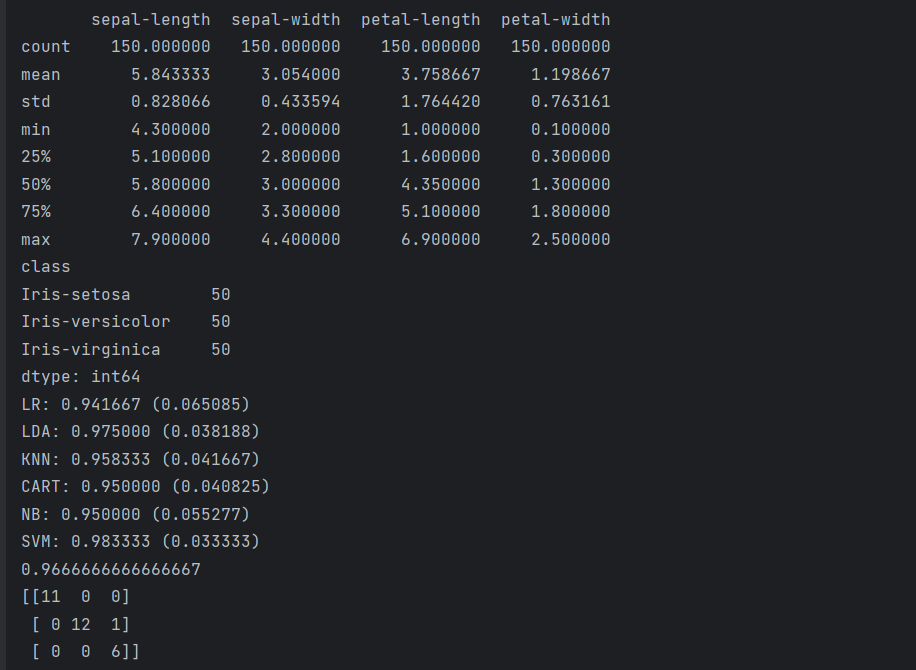 sepal-length  sepal-width  petal-length  petal-width
count    150.000000   150.000000    150.000000   150.000000
mean       5.843333     3.054000      3.758667     1.198667
std        0.828066     0.433594      1.764420     0.763161
min        4.300000     2.000000      1.000000     0.100000
25%        5.100000     2.800000      1.600000     0.300000
50%        5.800000     3.000000      4.350000     1.300000
75%        6.400000     3.300000      5.100000     1.800000
max        7.900000     4.400000      6.900000     2.500000
class
Iris-setosa        50
Iris-versicolor    50
Iris-virginica     50
dtype: int64
LR: 0.941667 (0.065085)
LDA: 0.975000 (0.038188)
KNN: 0.958333 (0.041667)
CART: 0.950000 (0.040825)
NB: 0.950000 (0.055277)
SVM: 0.983333 (0.033333)
0.9666666666666667
[[11  0  0]
 [ 0 12  1]
 [ 0  0  6]]